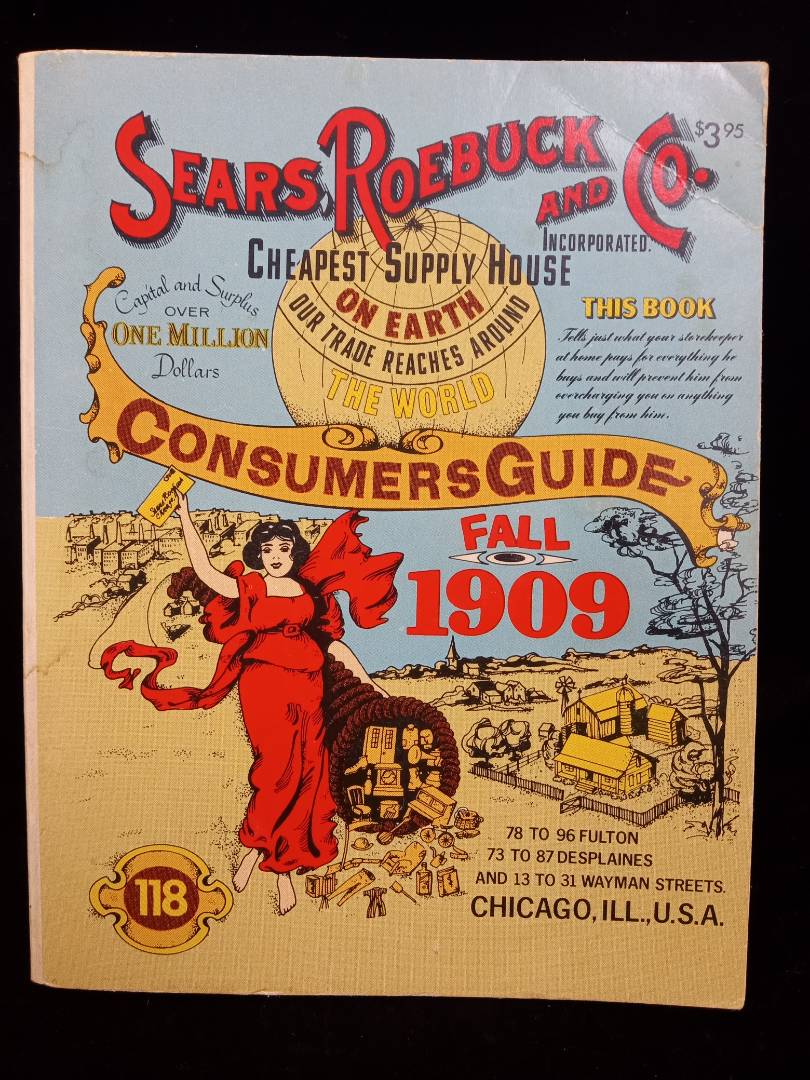 $3.95
SEARS, ROEBUCK AND CO.
INCORPORATED.
CHEAPEST SUPPLY HOUSE
ON EARTH
OUR TRADE REACHES AROUND
THE WORLD
Capital and Surplus
OVER
ONE MILLION
Dollars
THIS BOOK
Tells just what your storekeeper
at home pays for everything he
buys and will prevent him from
overcharging you on anything
you buy from him.
CONSUMERS GUIDE
Sears Roebuck
FALL
1909
78 TO 96 FULTON
73 TO 87 DESPLAINES
AND 13 TO 31 WAYMAN STREETS.
CHICAGO, ILL., U.S.A.
118